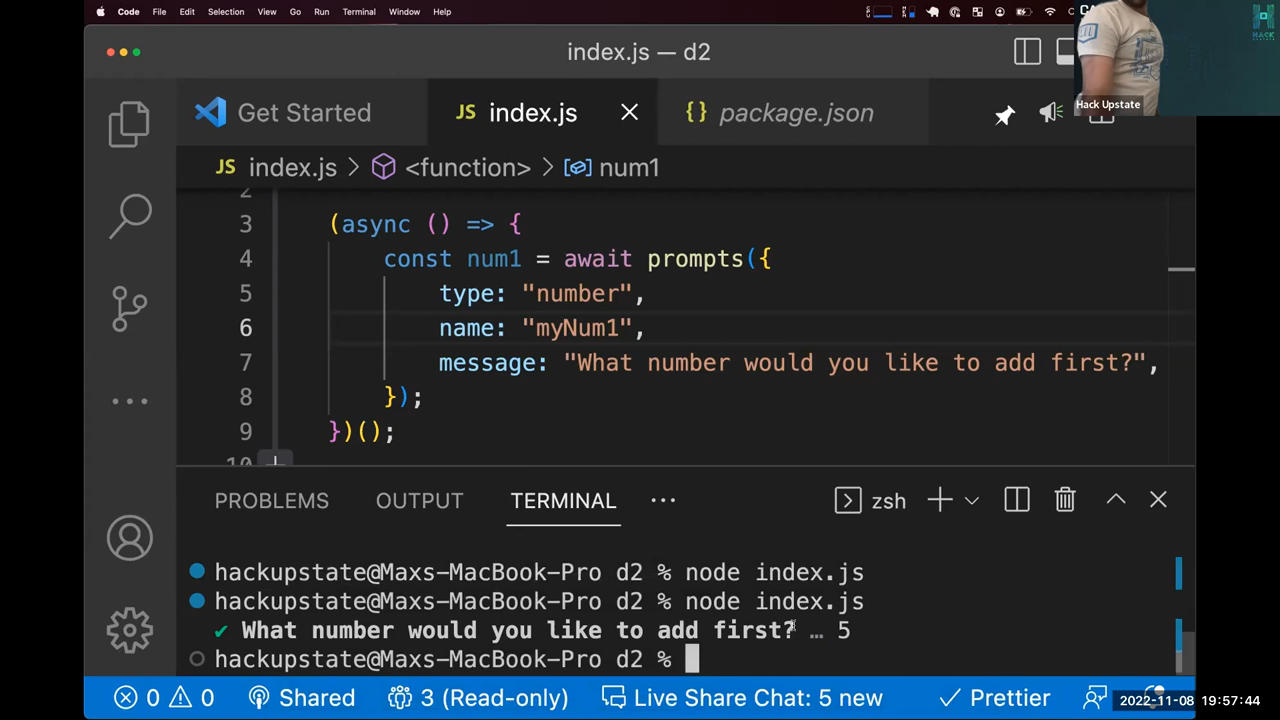 Code File Edit Selection View Go Run Terminal Window Help
index.js — d2
HACK UPSTATE
Hack Upstate
Get Started
JS index.js
{} package.json
JS index.js > <function> > num1
2
3 (async () => {
4 const num1 = await prompts({
5 type: "number",
6 name: "myNum1",
7 message: "What number would you like to add first?",
8 });
9 })();
10
PROBLEMS OUTPUT TERMINAL ··· zsh
hackupstate@Maxs-MacBook-Pro d2 % node index.js
hackupstate@Maxs-MacBook-Pro d2 % node index.js
✔ What number would you like to add first? … 5
hackupstate@Maxs-MacBook-Pro d2 %
0 0 Shared 3 (Read-only) Live Share Chat: 5 new Prettier
2022-11-08 19:57:44